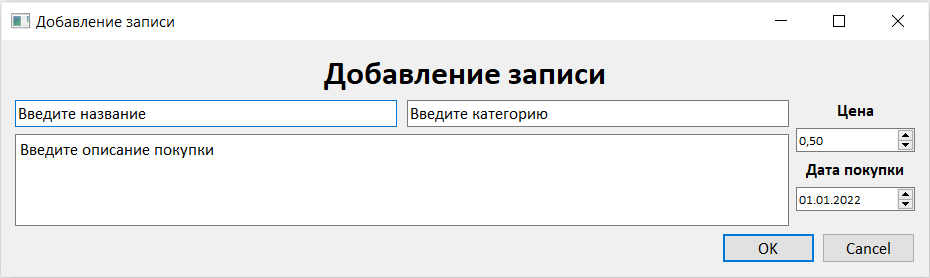 Добавление записи
Добавление записи
Введите название
Введите категорию
Цена
0,50
Введите описание покупки
Дата покупки
01.01.2022
OK
Cancel